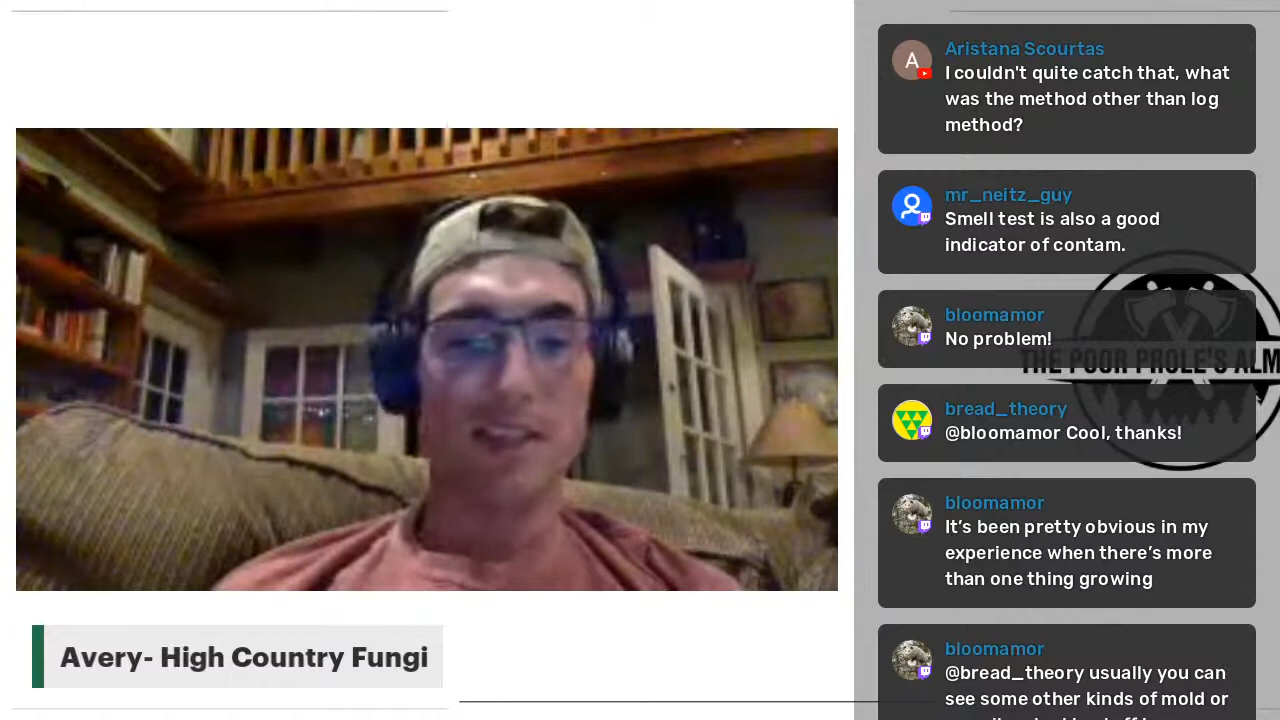 Aristana Scourtas
A
I couldn't quite catch that, what
was the method other than log
method?
mr_neitz_guy
Smell test is also a good
indicator of contam.
bloomamor
No problem!
THE POOR PROLE'S ALM
bread_theory
@bloomamor Cool, thanks!
bloomamor
It’s been pretty obvious in my
experience when there’s more
than one thing growing
bloomamor
@bread_theory usually you can
see some other kinds of mold or
Avery- High Country Fungi